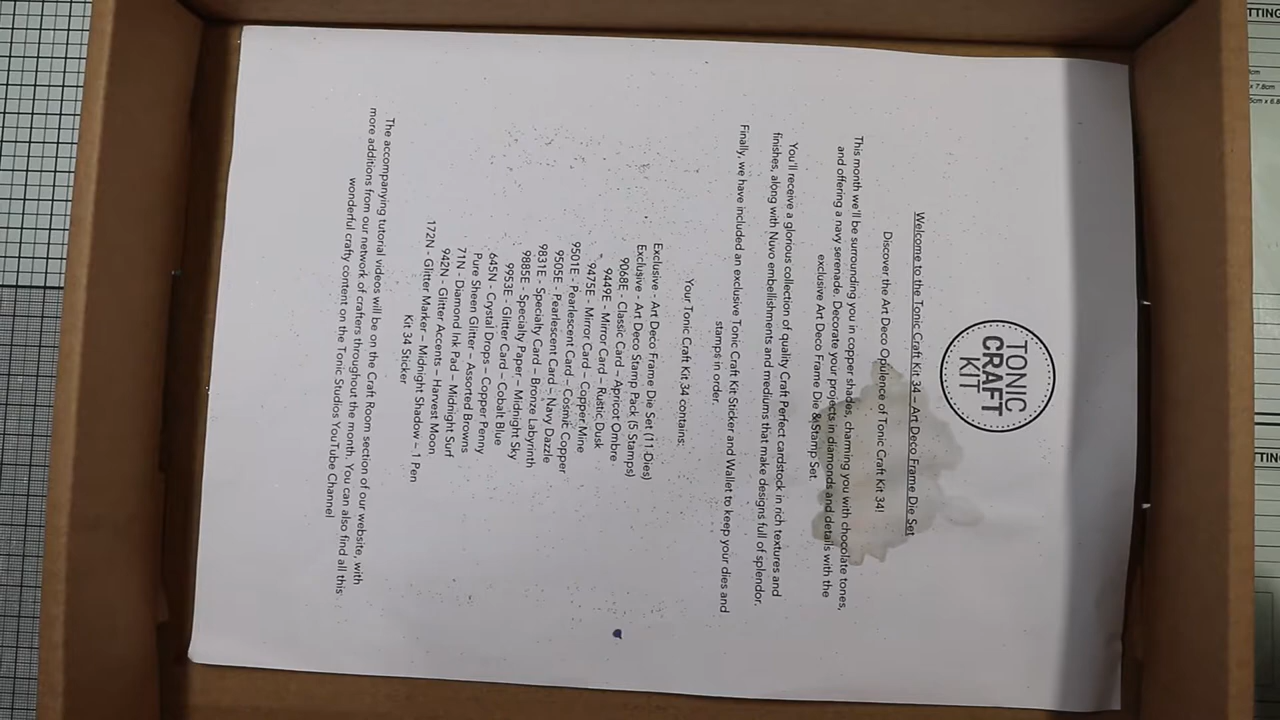 TONIC
CRAFT
KIT
Welcome to the Tonic Craft Kit 34 – Art Deco Frame Die Set
Discover the Art Deco Opulence of Tonic Craft Kit 34!
This month we'll be surrounding you in copper shades, charming you with chocolate tones,
and offering a navy serenade. Decorate your projects in diamonds and details with the
exclusive Art Deco Frame Die & Stamp Set.
You'll receive a glorious collection of quality Craft Perfect cardstock in rich textures and
finishes, along with Nuvo embellishments and mediums that make designs full of splendor.
Finally, we have included an exclusive Tonic Craft Kit Sticker and Wallet to keep your dies and
stamps in order.
Your Tonic Craft Kit 34 contains:
Exclusive - Art Deco Frame Die Set (11 Dies)
Exclusive - Art Deco Stamp Pack (5 Stamps)
9068E - Classic Card - Apricot Ombre
9449E - Mirror Card – Rustic Dusk
9475E - Mirror Card – Copper Mine
9501E - Pearlescent Card – Cosmic Copper
9505E - Pearlescent Card – Navy Dazzle
9831E - Specialty Card – Bronze Labyrinth
9885E - Specialty Paper - Midnight Sky
9953E - Glitter Card – Cobalt Blue
645N - Crystal Drops – Copper Penny
Pure Sheen Glitter – Assorted Browns
71N – Diamond Ink Pad – Midnight Surf
942N - Glitter Accents – Harvest Moon
172N - Glitter Marker – Midnight Shadow – 1 Pen
Kit 34 Sticker
The accompanying tutorial videos will be on the Craft Room section of our website, with
more additions from our network of crafters throughout the month. You can also find all this
wonderful crafty content on the Tonic Studios YouTube Channel
TTING
x 7.8cm